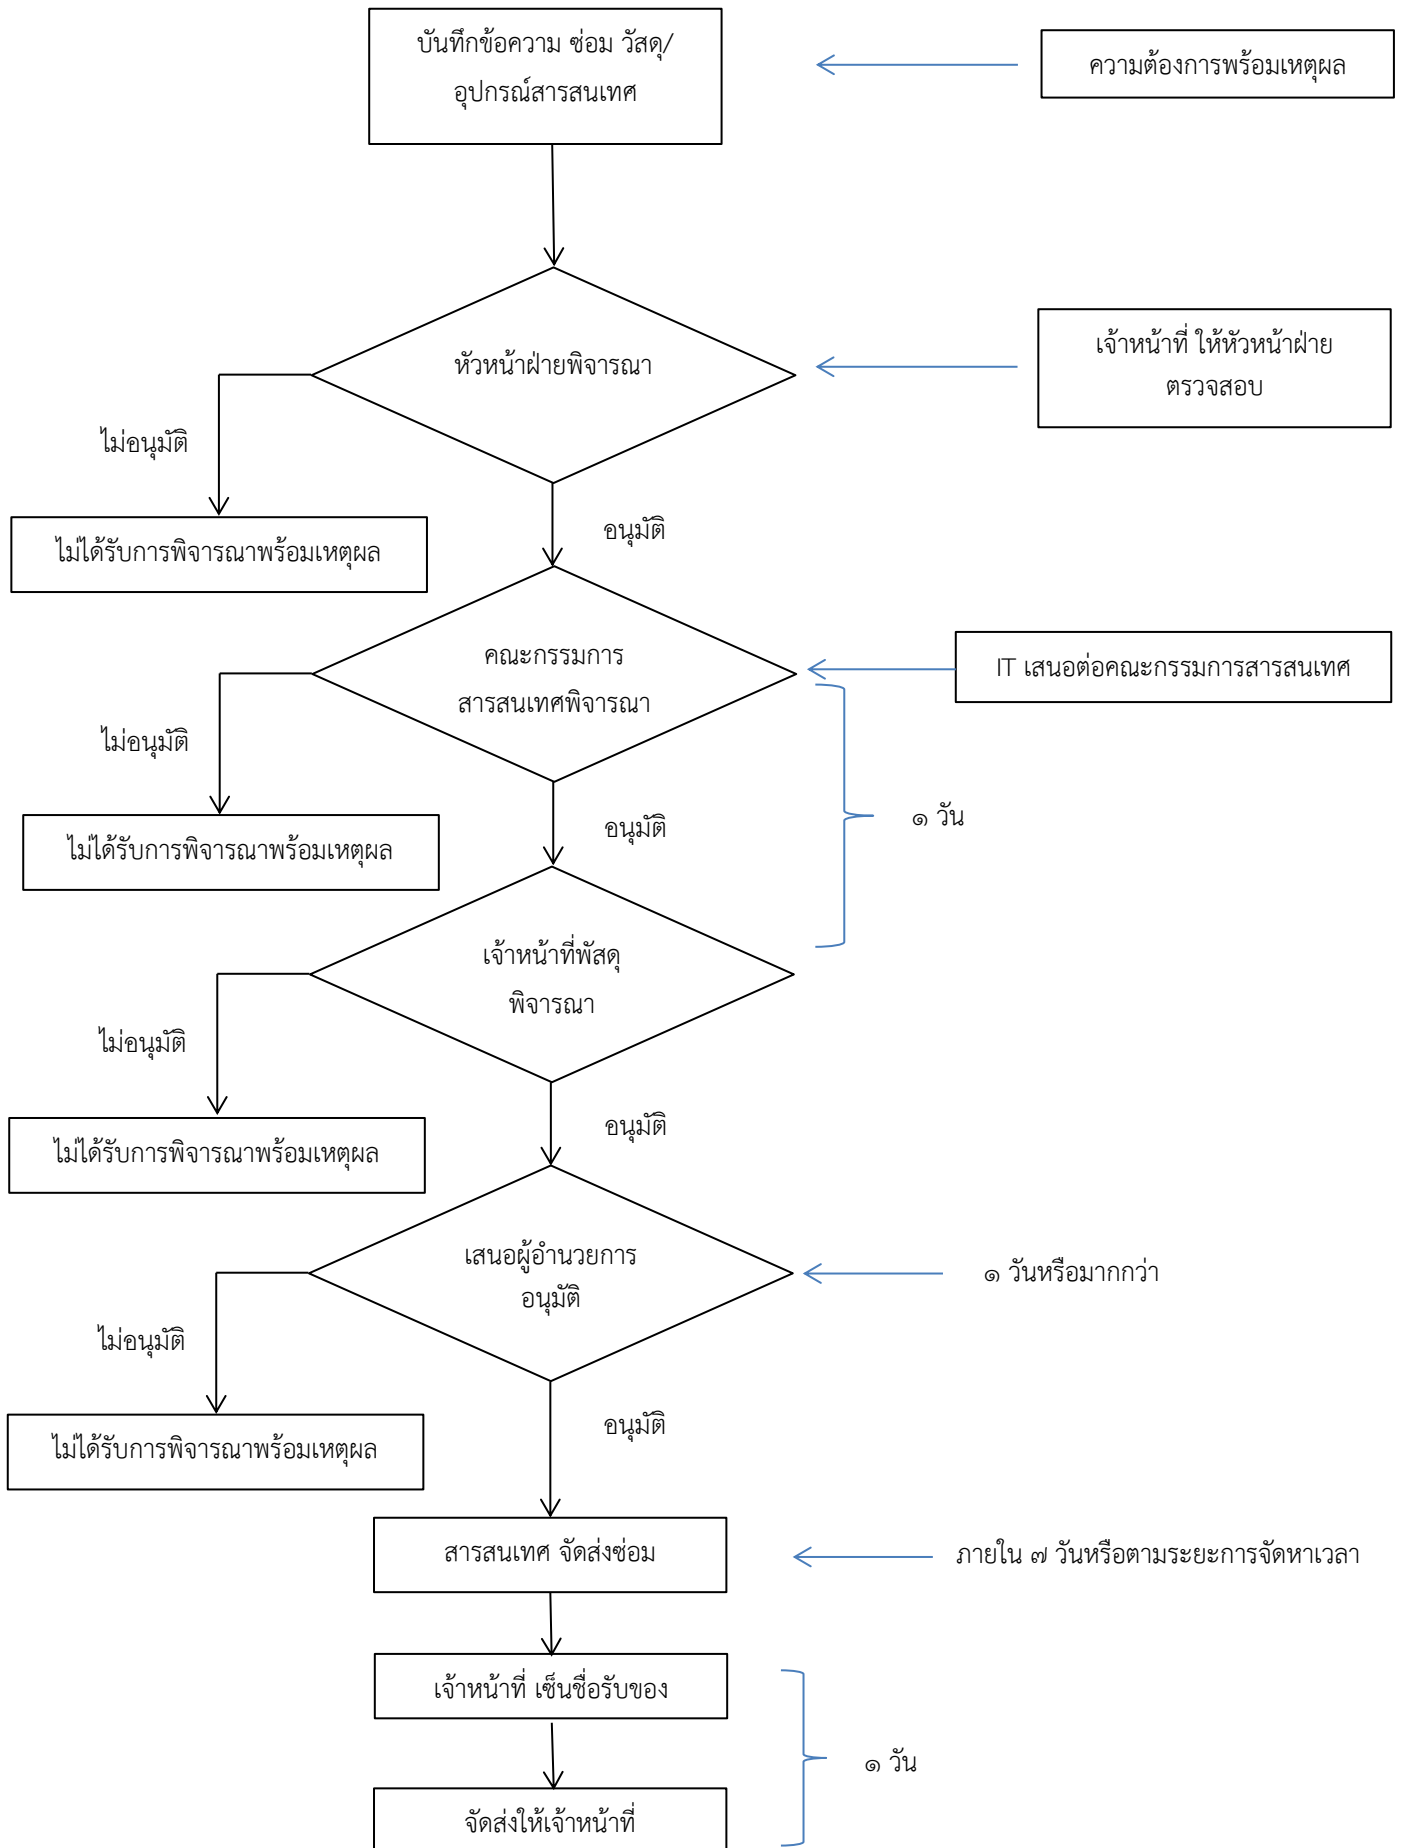 บันทึกข้อความ ซ่อม วัสดุ/
อุปกรณ์สารสนเทศ
ความต้องการพร้อมเหตุผล
หัวหน้าฝ่ายพิจารณา
เจ้าหน้าที่ ให้หัวหน้าฝ่าย
ตรวจสอบ
ไม่อนุมัติ
อนุมัติ
ไม่ได้รับการพิจารณาพร้อมเหตุผล
คณะกรรมการ
สารสนเทศพิจารณา
IT เสนอต่อคณะกรรมการสารสนเทศ
ไม่อนุมัติ
๑ วัน
อนุมัติ
ไม่ได้รับการพิจารณาพร้อมเหตุผล
เจ้าหน้าที่พัสดุ
พิจารณา
ไม่อนุมัติ
อนุมัติ
ไม่ได้รับการพิจารณาพร้อมเหตุผล
เสนอผู้อำนวยการ
อนุมัติ
๑ วันหรือมากกว่า
ไม่อนุมัติ
อนุมัติ
ไม่ได้รับการพิจารณาพร้อมเหตุผล
สารสนเทศ จัดส่งซ่อม
ภายใน ๗ วันหรือตามระยะการจัดหาเวลา
เจ้าหน้าที่ เซ็นชื่อรับของ
๑ วัน
จัดส่งให้เจ้าหน้าที่